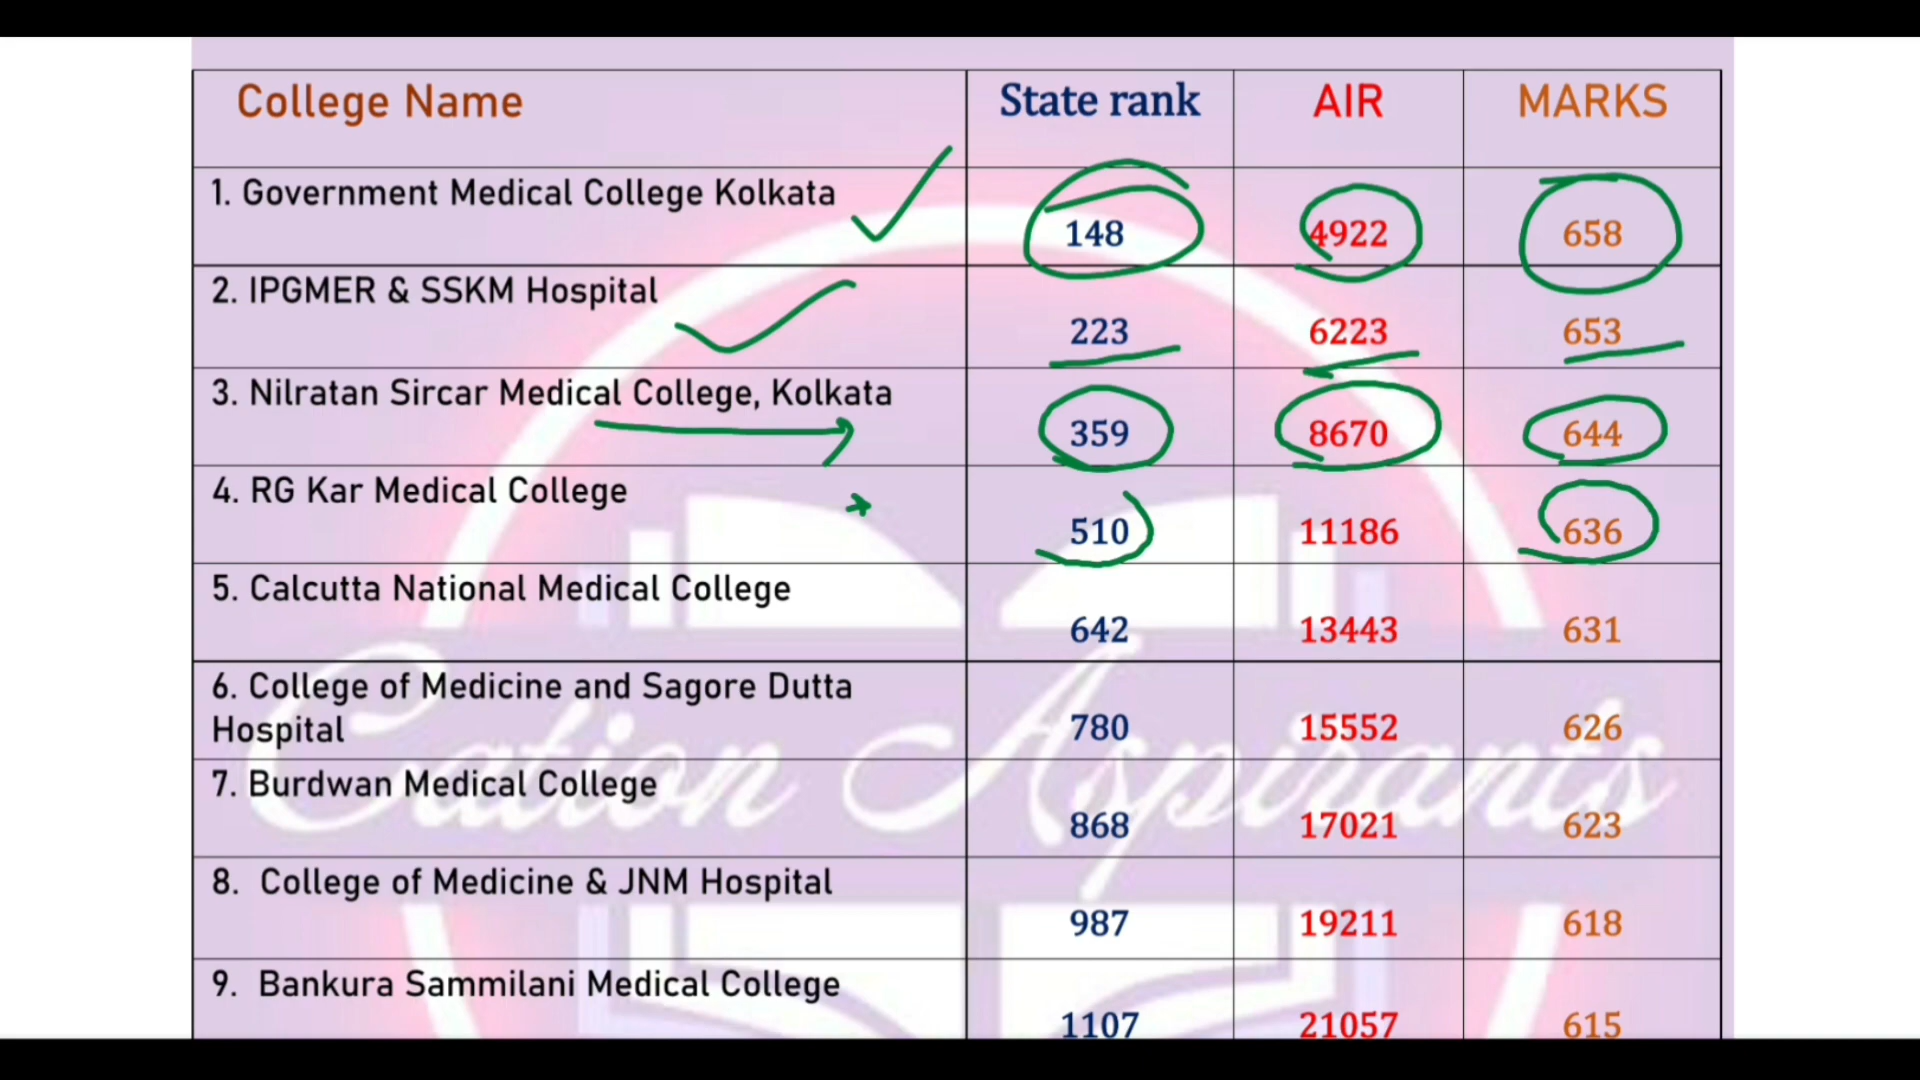 College Name State rank AIR MARKS
1. Government Medical College Kolkata
148 4922 658
2. IPGMER & SSKM Hospital
223 6223 653
3. Nilratan Sircar Medical College, Kolkata
359 8670 644
4. RG Kar Medical College
510 11186 636
5. Calcutta National Medical College
642 13443 631
6. College of Medicine and Sagore Dutta
Hospital
780 15552 626
7. Burdwan Medical College
868 17021 623
8. College of Medicine & JNM Hospital
987 19211 618
9. Bankura Sammilani Medical College
1107 21057 615
Cation Aspirants